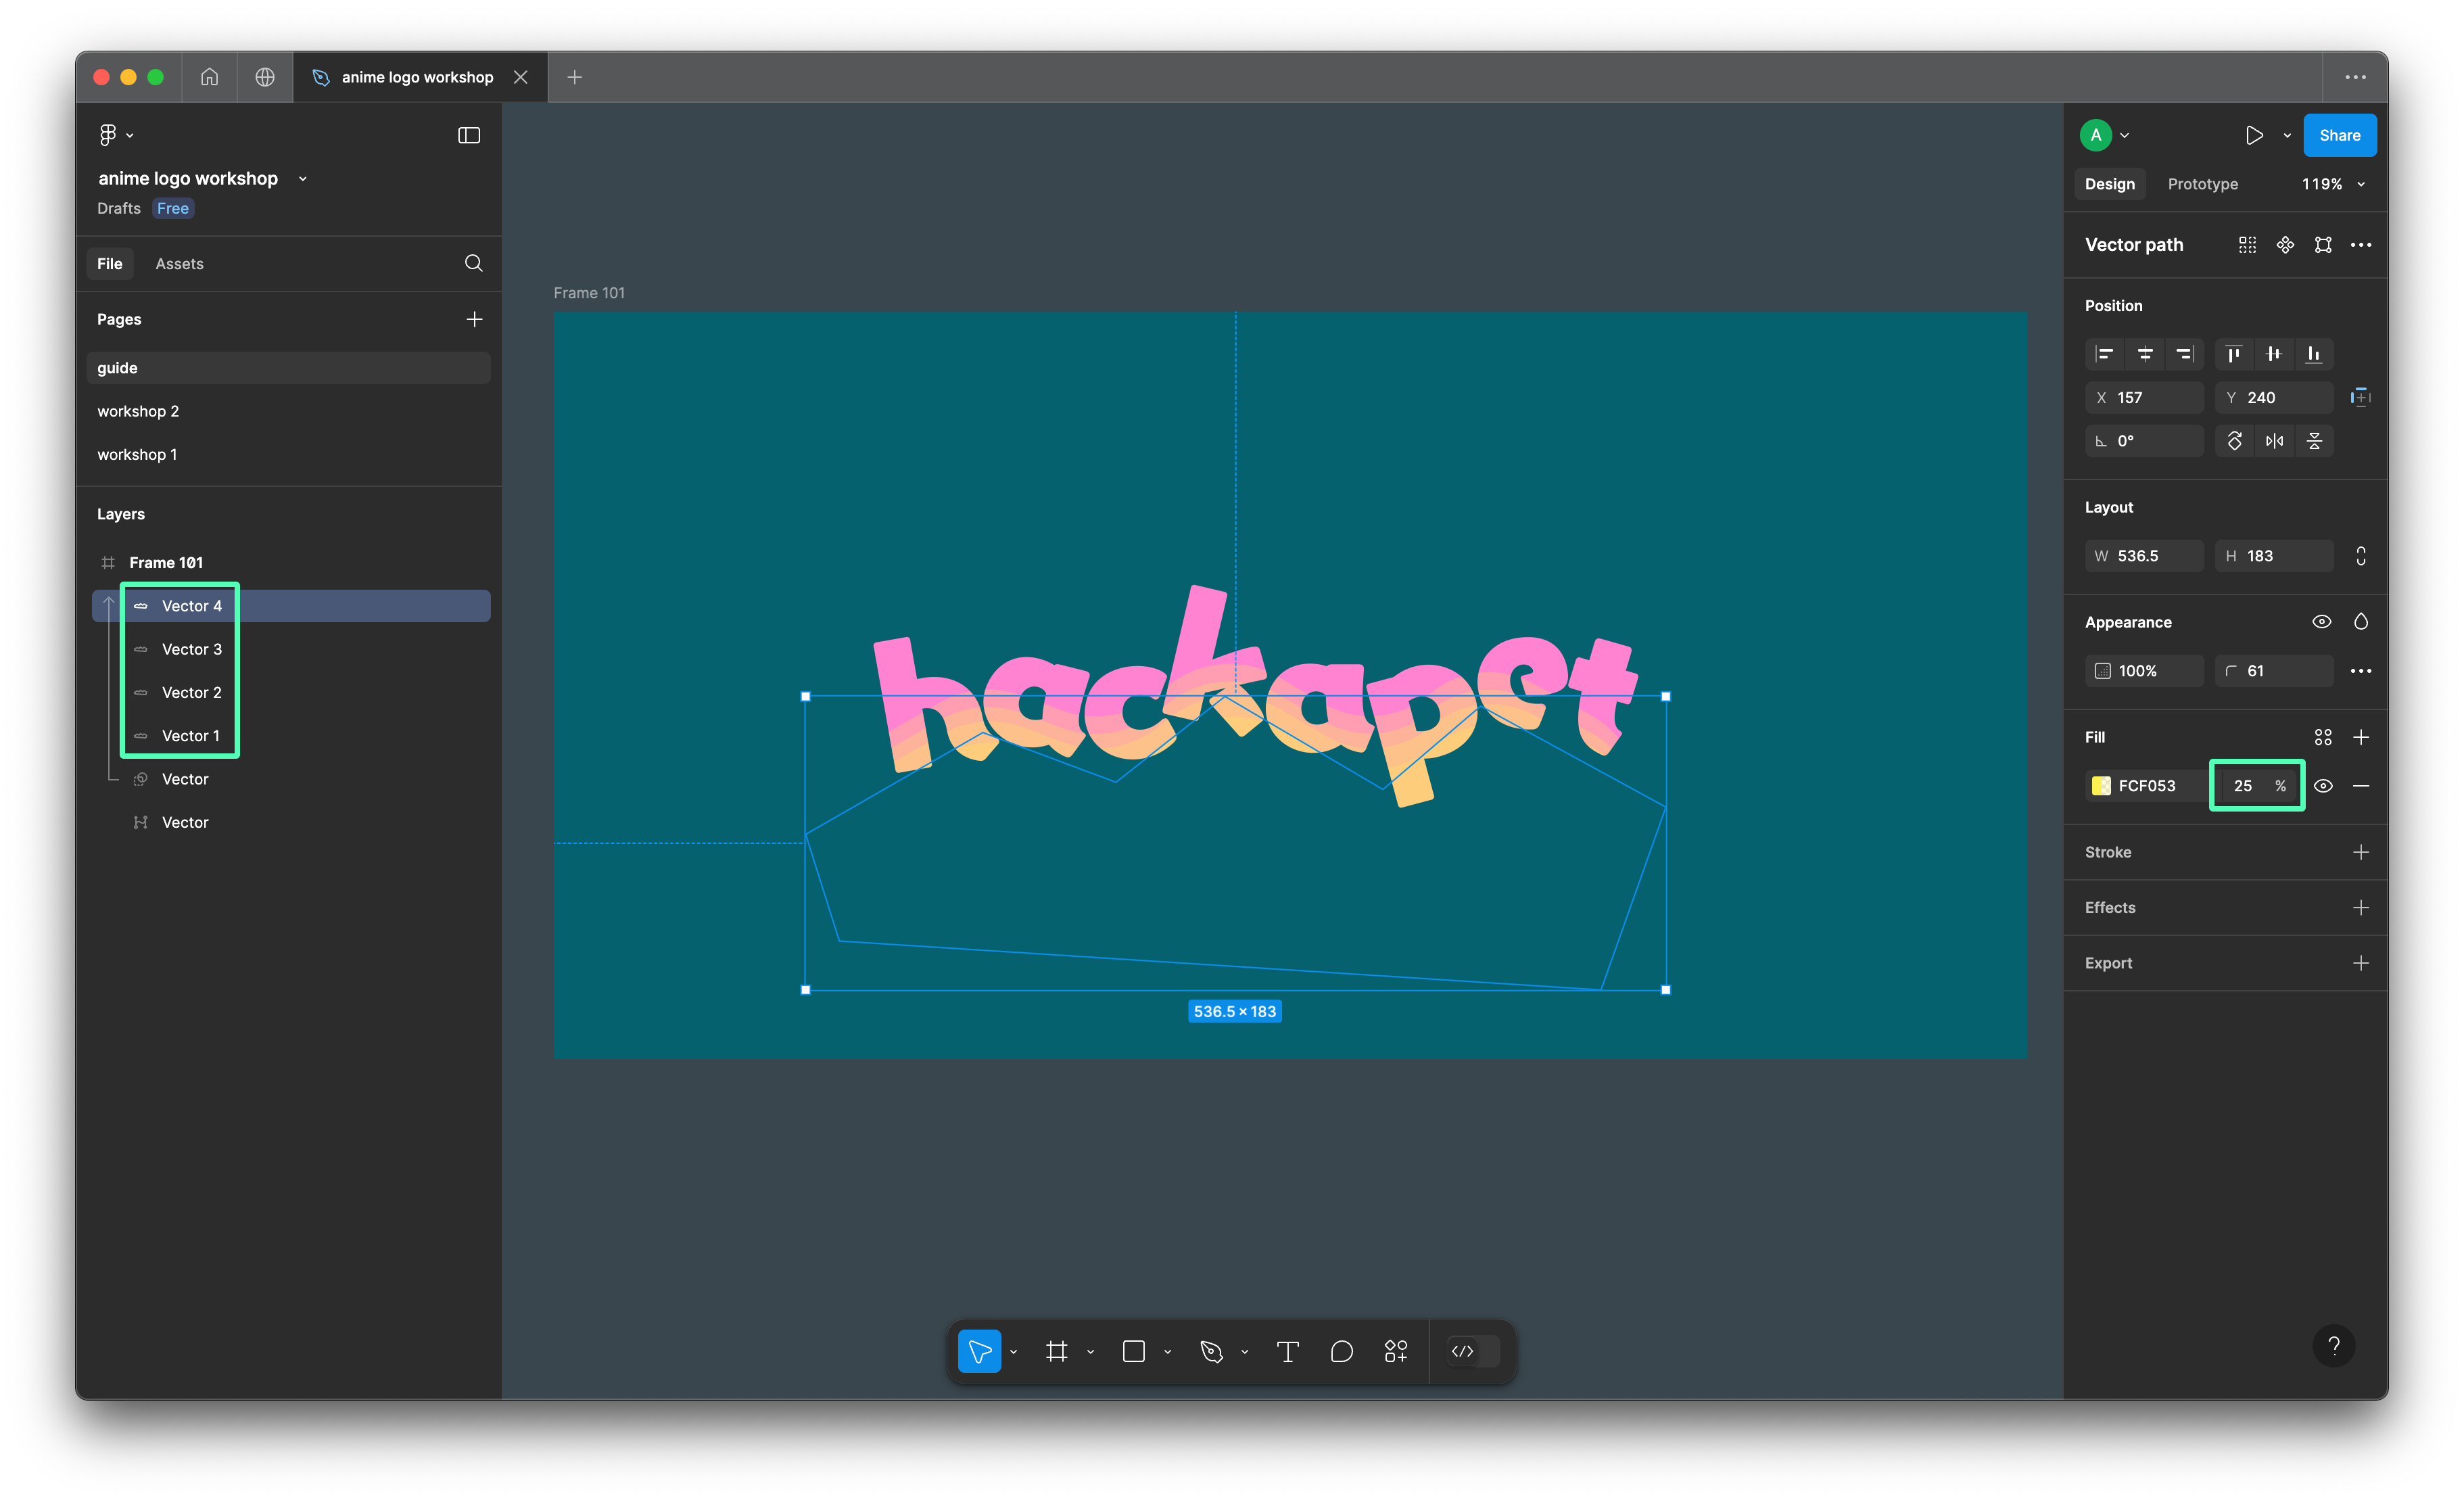 anime logo workshop
anime logo workshop
Drafts Free
File Assets
Pages
guide
workshop 2
workshop 1
Layers
Frame 101
Vector 4
Vector 3
Vector 2
Vector 1
Vector
Vector
Frame 101
hackapet
536.5 × 183
A
Share
Design Prototype 119%
Vector path
Position
X 157 Y 240
0°
Layout
W 536.5 H 183
Appearance
100% 61
Fill
FCF053 25 %
Stroke
Effects
Export
?